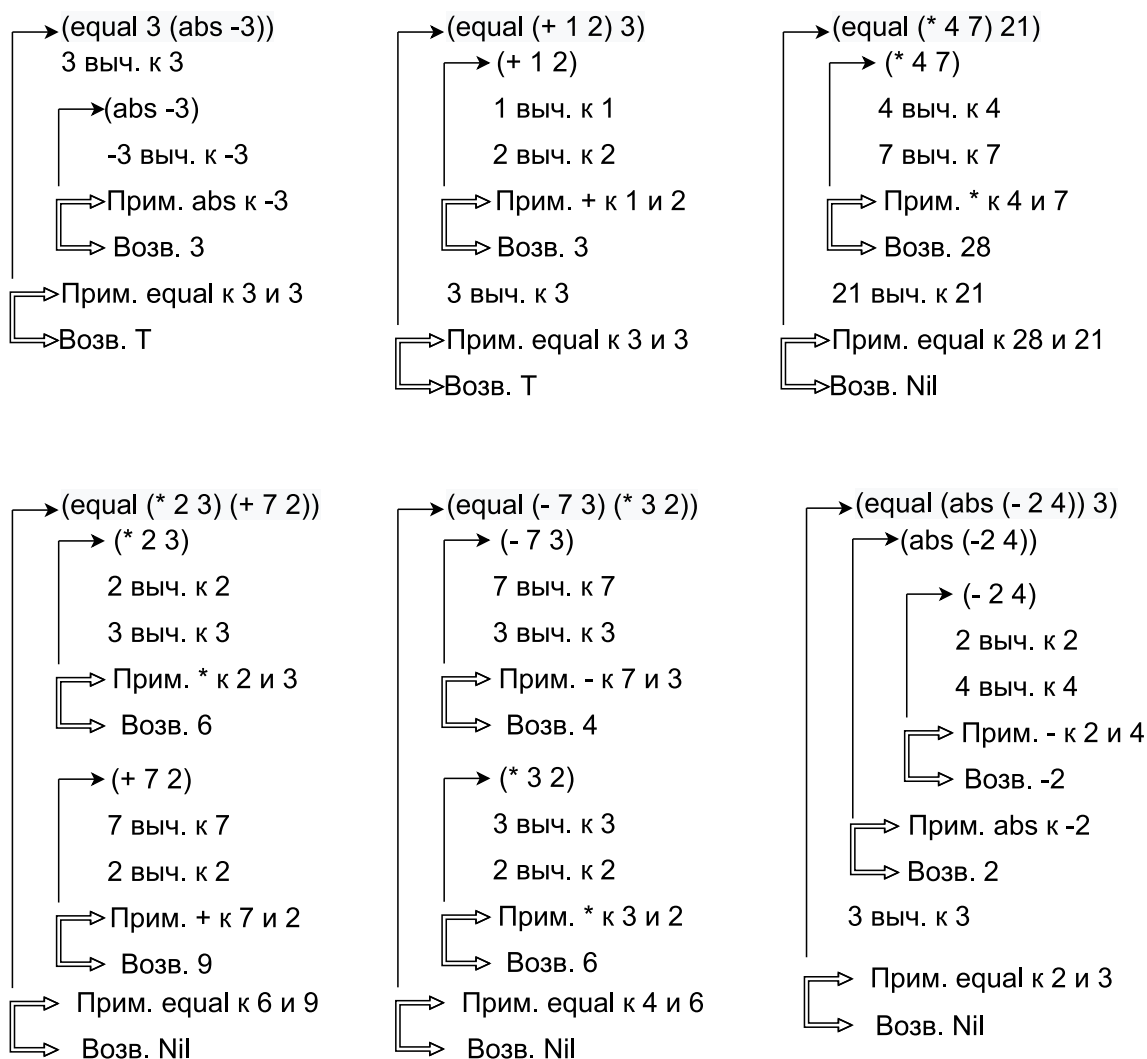 (equal 3 (abs -3))
3 выч. к 3
(abs -3)
-3 выч. к -3
Прим. abs к -3
Возв. 3
Прим. equal к 3 и 3
Возв. T
(equal (+ 1 2) 3)
(+ 1 2)
1 выч. к 1
2 выч. к 2
Прим. + к 1 и 2
Возв. 3
3 выч. к 3
Прим. equal к 3 и 3
Возв. T
(equal (* 4 7) 21)
(* 4 7)
4 выч. к 4
7 выч. к 7
Прим. * к 4 и 7
Возв. 28
21 выч. к 21
Прим. equal к 28 и 21
Возв. Nil
(equal (* 2 3) (+ 7 2))
(* 2 3)
2 выч. к 2
3 выч. к 3
Прим. * к 2 и 3
Возв. 6
(+ 7 2)
7 выч. к 7
2 выч. к 2
Прим. + к 7 и 2
Возв. 9
Прим. equal к 6 и 9
Возв. Nil
(equal (- 7 3) (* 3 2))
(- 7 3)
7 выч. к 7
3 выч. к 3
Прим. - к 7 и 3
Возв. 4
(* 3 2)
3 выч. к 3
2 выч. к 2
Прим. * к 3 и 2
Возв. 6
Прим. equal к 4 и 6
Возв. Nil
(equal (abs (- 2 4)) 3)
(abs (-2 4))
(- 2 4)
2 выч. к 2
4 выч. к 4
Прим. - к 2 и 4
Возв. -2
Прим. abs к -2
Возв. 2
3 выч. к 3
Прим. equal к 2 и 3
Возв. Nil